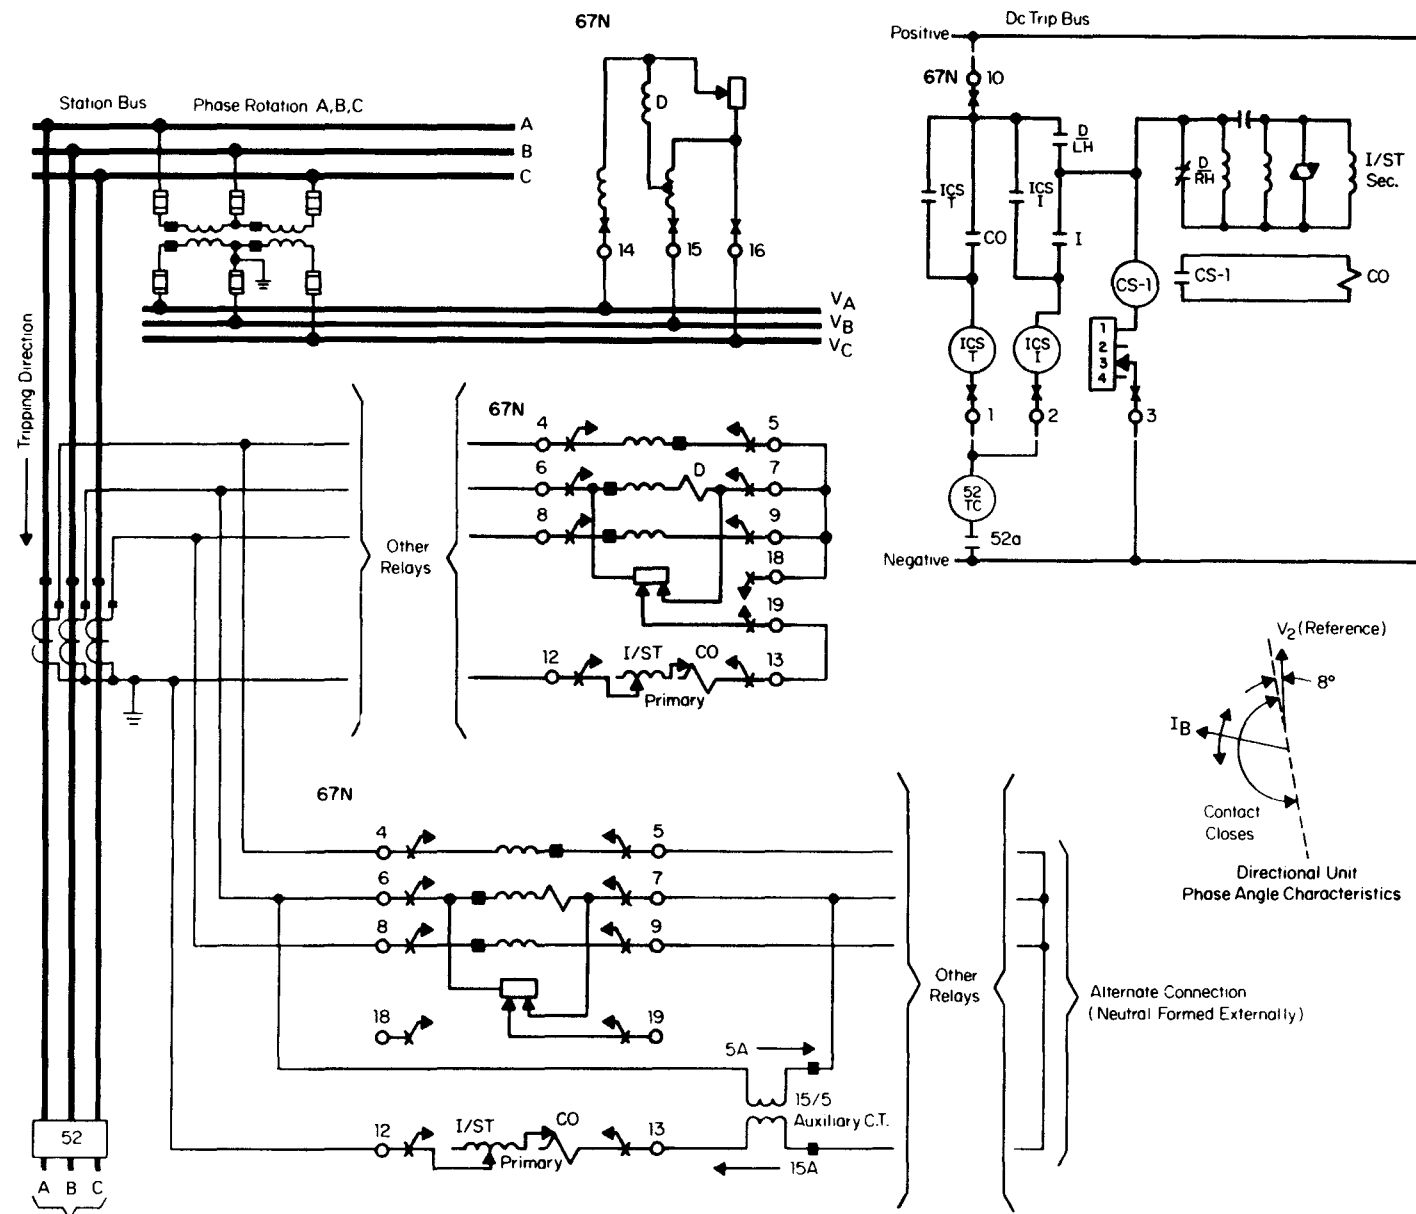 67N
Dc Trip Bus
Positive
67N 10
Station Bus
Phase Rotation A,B,C
A
B
C
D
14
15
16
VA
VB
VC
D
LH
ICS
T
ICS
I
CO
I
D
RH
I/ST
Sec.
CS-1
CS-1
CO
ICS
T
ICS
I
1
2
3
4
1
2
3
52
TC
52a
Negative
Tripping Direction
67N
4
5
6
D
7
8
9
18
19
12
I/ST
CO
13
Primary
Other
Relays
V2 (Reference)
8°
IB
Contact
Closes
Directional Unit
Phase Angle Characteristics
67N
4
5
6
7
8
9
18
19
5A
15/5
Auxiliary C.T.
12
I/ST
CO
13
Primary
15A
Other
Relays
Alternate Connection
(Neutral Formed Externally)
52
A B C